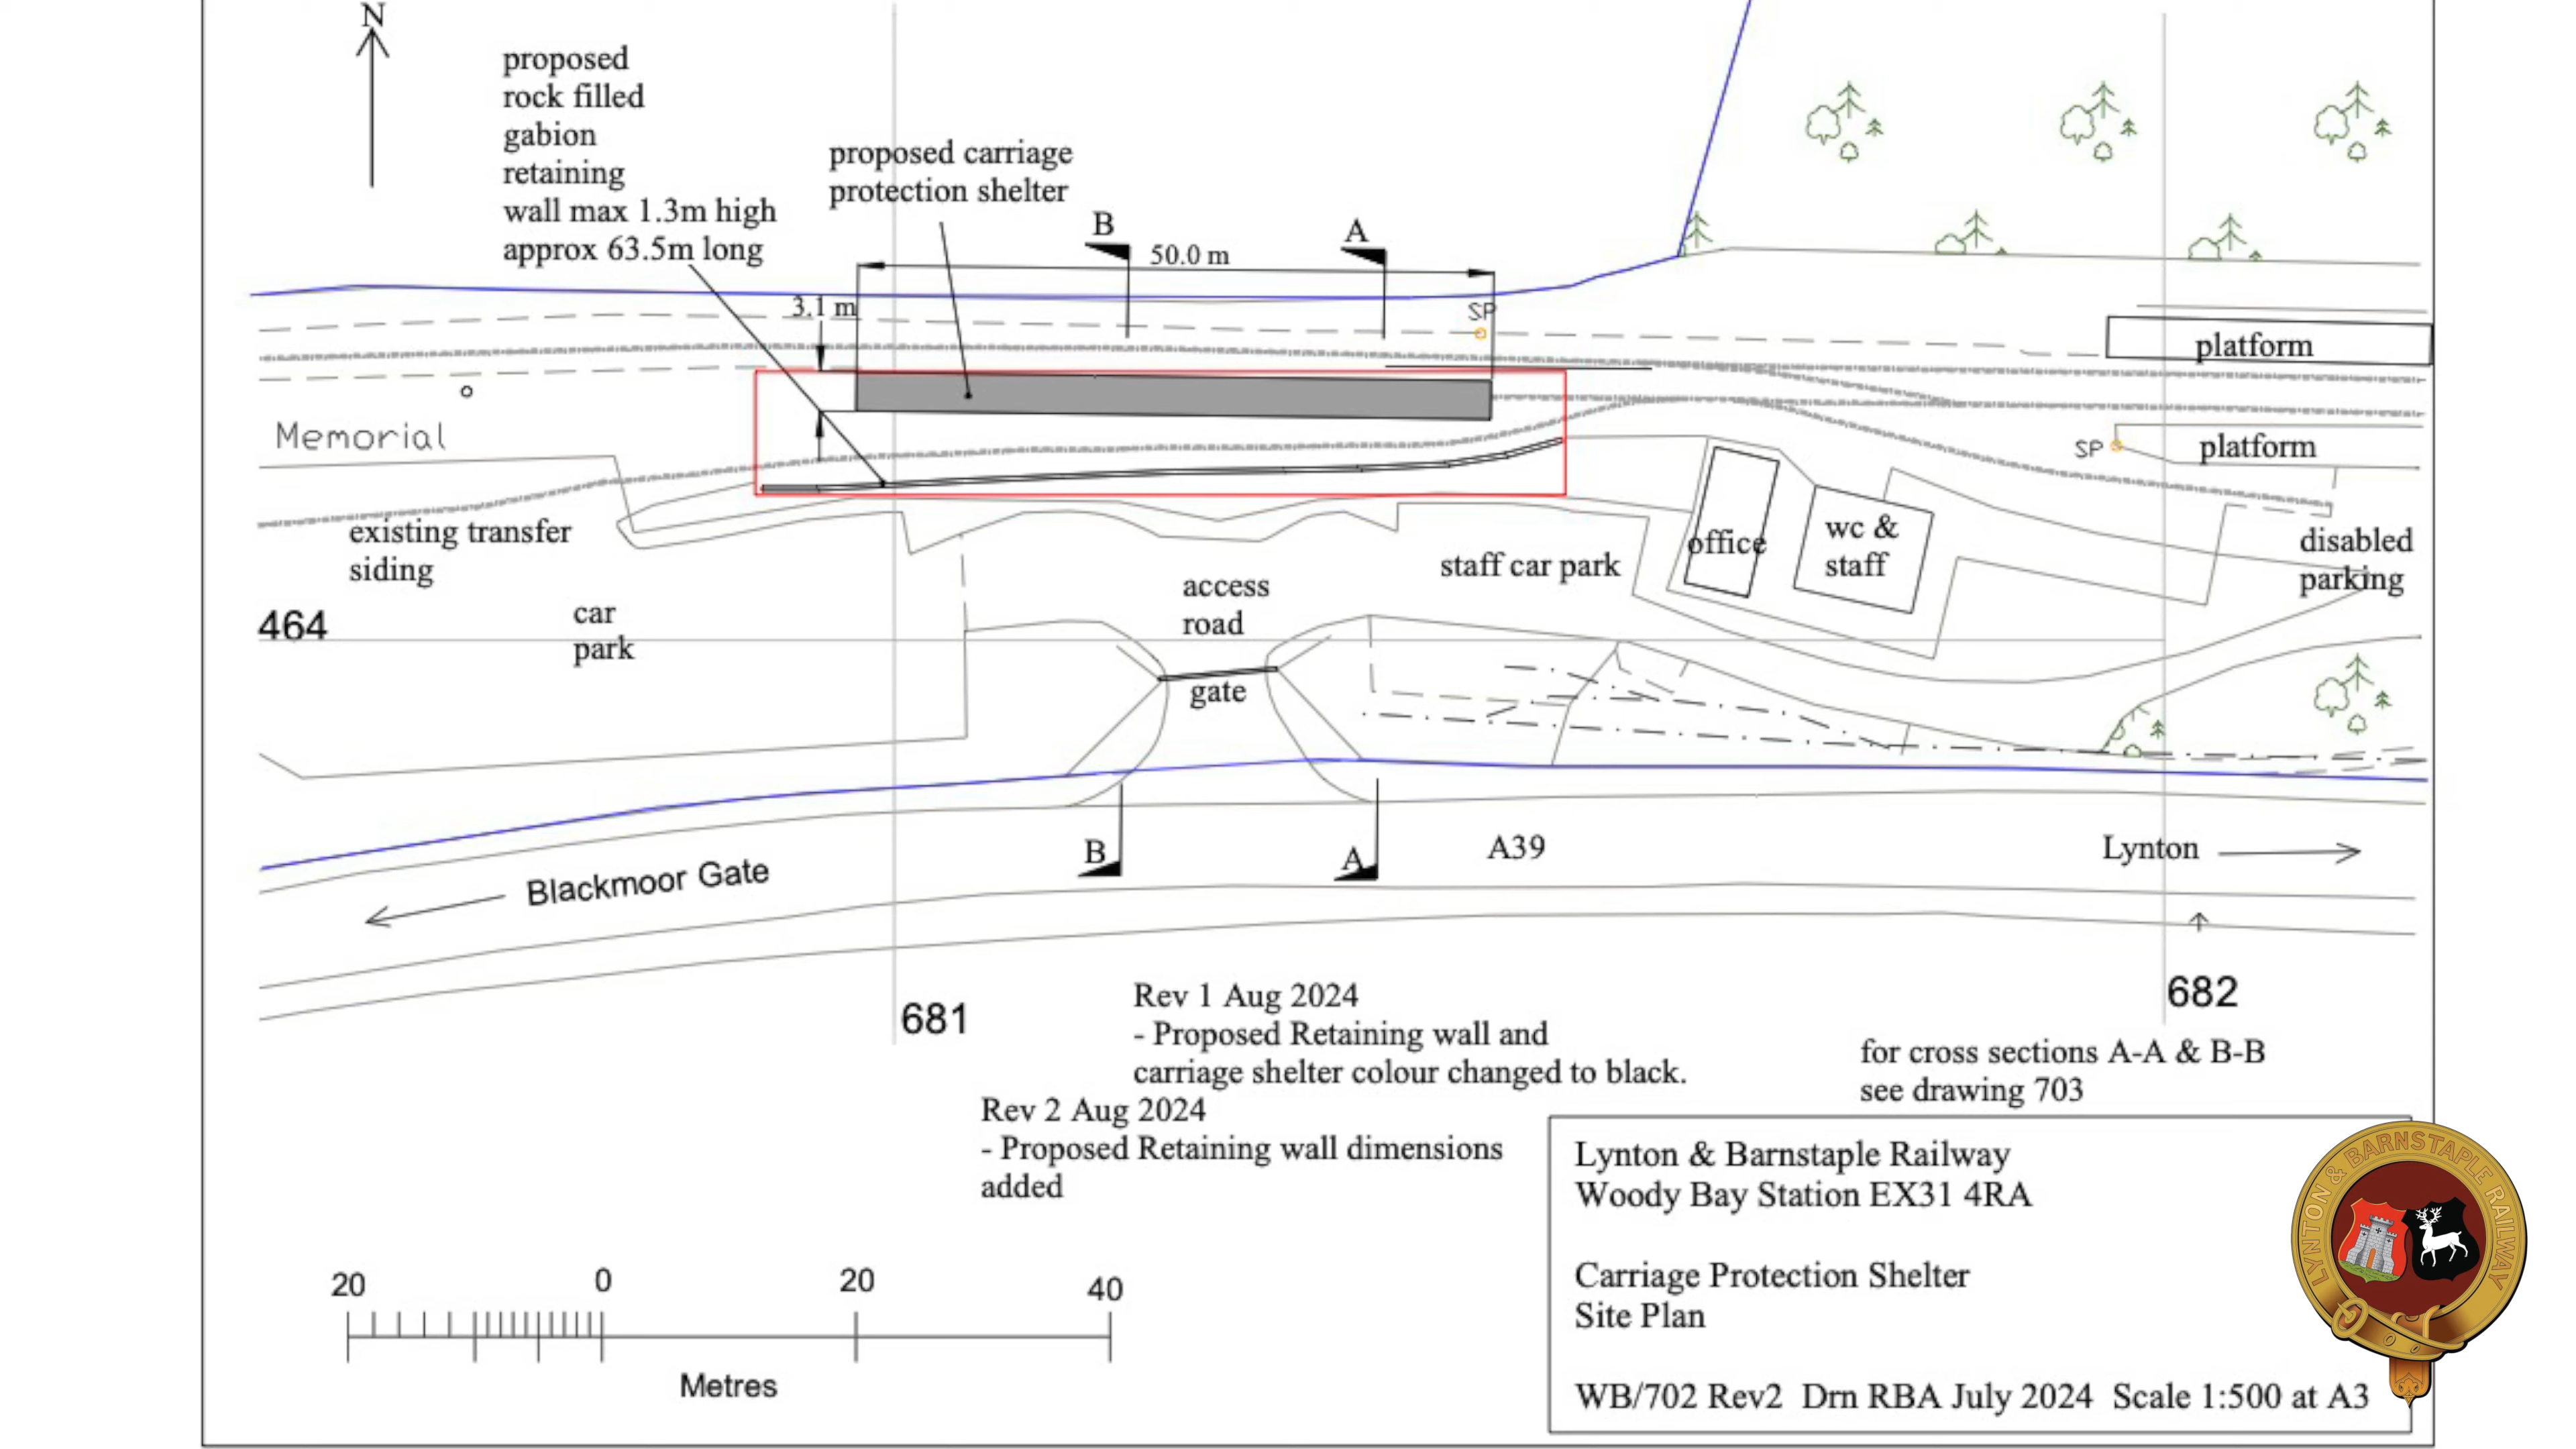 N
proposed
rock filled
gabion
retaining
wall max 1.3m high
approx 63.5m long
proposed carriage
protection shelter
B
A
50.0 m
3.1 m
SP
platform
Memorial
SP
platform
existing transfer
siding
office
wc &
staff
disabled
parking
staff car park
access
road
car
park
464
gate
B
A
A39
Lynton
Blackmoor Gate
681
682
Rev 1 Aug 2024
- Proposed Retaining wall and
carriage shelter colour changed to black.
for cross sections A-A & B-B
see drawing 703
Rev 2 Aug 2024
- Proposed Retaining wall dimensions
added
Lynton & Barnstaple Railway
Woody Bay Station EX31 4RA
Carriage Protection Shelter
Site Plan
WB/702 Rev2 Drn RBA July 2024 Scale 1:500 at A3
20 0 20 40
Metres
LYNTON & BARNSTAPLE RAILWAY